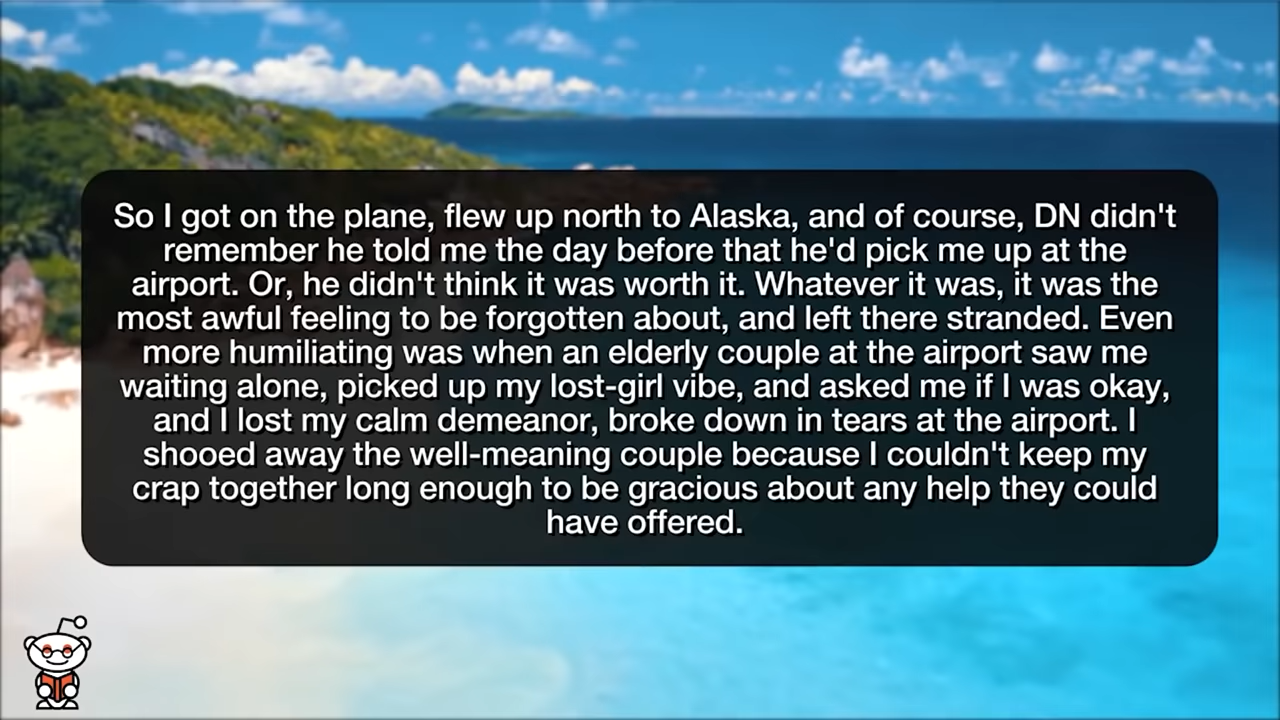 So I got on the plane, flew up north to Alaska, and of course, DN didn't
remember he told me the day before that he'd pick me up at the
airport. Or, he didn't think it was worth it. Whatever it was, it was the
most awful feeling to be forgotten about, and left there stranded. Even
more humiliating was when an elderly couple at the airport saw me
waiting alone, picked up my lost-girl vibe, and asked me if I was okay,
and I lost my calm demeanor, broke down in tears at the airport. I
shooed away the well-meaning couple because I couldn't keep my
crap together long enough to be gracious about any help they could
have offered.